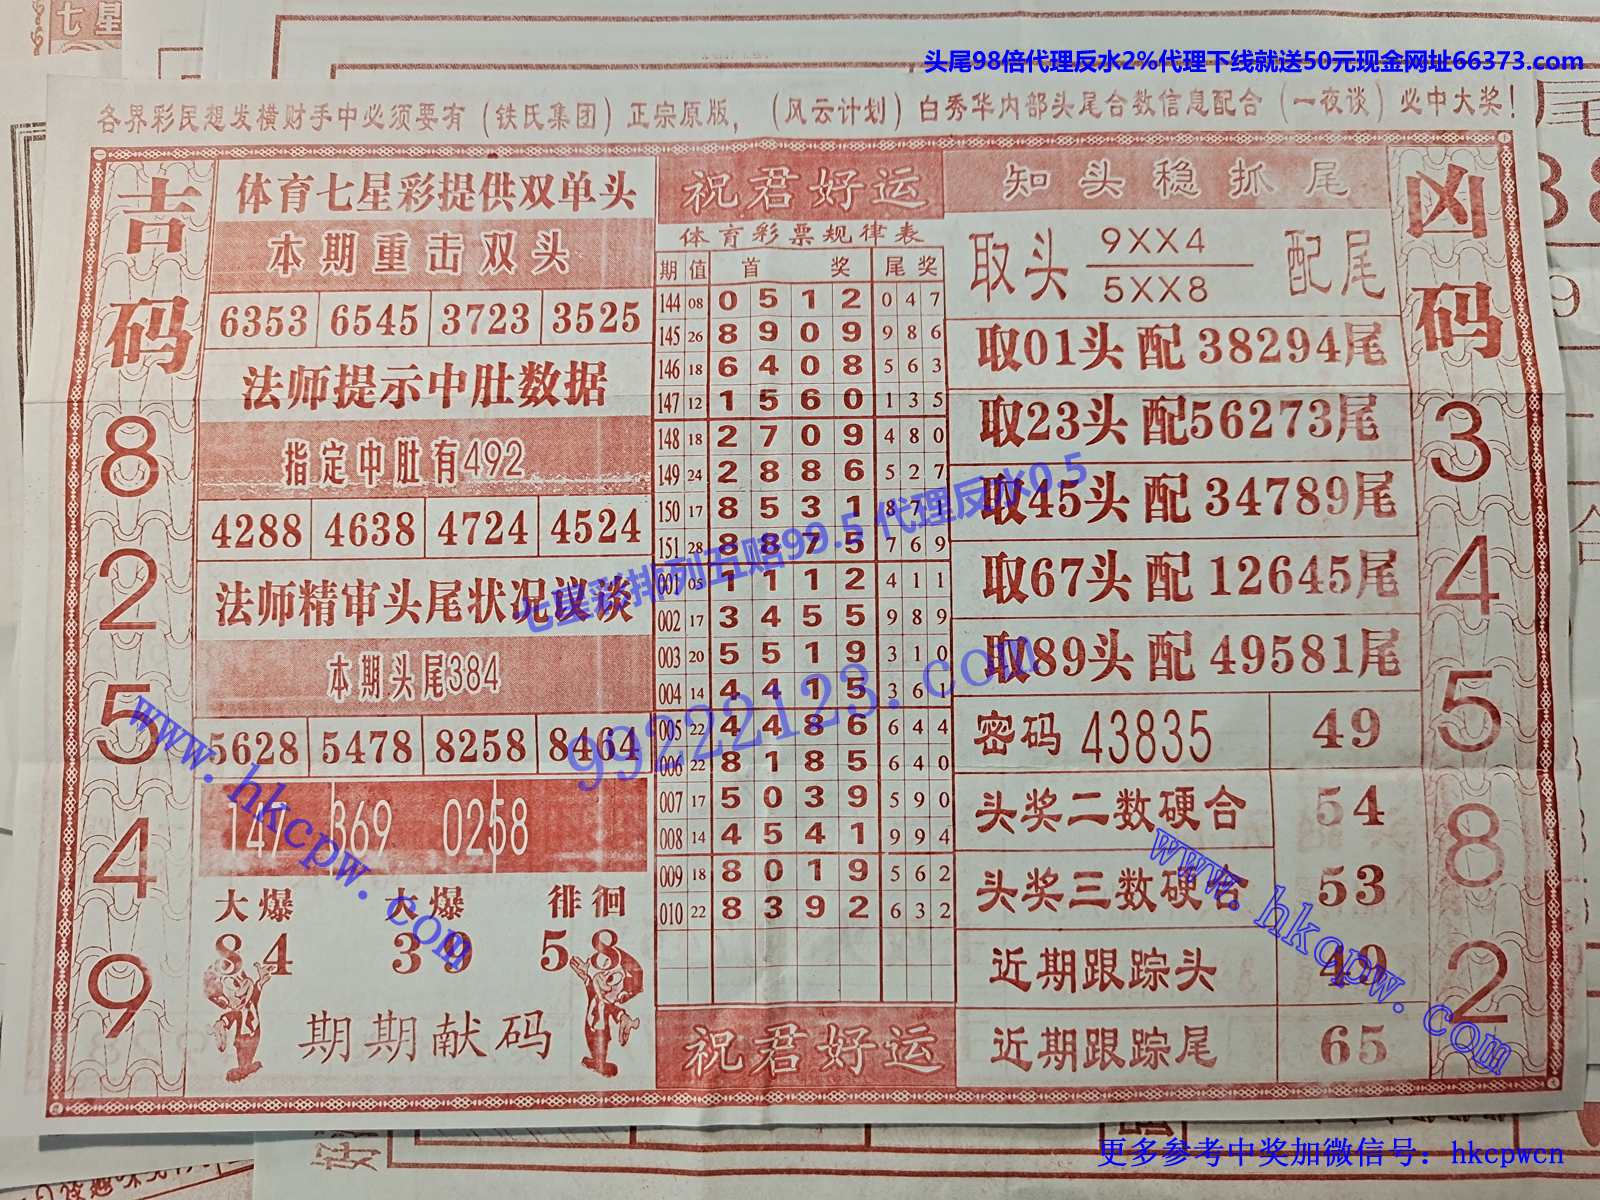 七星
头尾98倍代理反水2%代理下线就送50元现金网址66373.com
各界彩民想发横财手中必须要有（铁氏集团）正宗原版，（风云计划）白秀华内部头尾合数信息配合（一夜谈）必中大奖！
吉码
8
2
5
4
9
体育七星彩提供双单头
本期重击双头
6353 6545 3723 3525
法师提示中肚数据
指定中肚有492
4288 4638 4724 4524
法师精审头尾状况议谈
本期头尾384
5628 5478 8258 8464
147 369 0258
大爆 大爆 徘徊
84 39 58
期期献码
祝君好运
体育彩票规律表
期 值 首 奖 尾 奖
144 08 0 5 1 2 0 4 7
145 26 8 9 0 9 9 8 6
146 18 6 4 0 8 5 6 3
147 12 1 5 6 0 1 3 5
148 18 2 7 0 9 4 8 0
149 24 2 8 8 6 5 2 7
150 17 8 5 3 1 8 7 1
151 28 8 8 7 5 7 6 9
001 05 1 1 1 2 4 1 1
002 17 3 4 5 5 9 8 9
003 20 5 5 1 9 3 1 0
004 14 4 4 1 5 3 6 1
005 22 4 4 8 6 6 4 4
006 22 8 1 8 5 6 4 0
007 17 5 0 3 9 5 9 0
008 14 4 5 4 1 9 9 4
009 18 8 0 1 9 5 6 2
010 22 8 3 9 2 6 3 2
祝君好运
知头稳抓尾
取头 9XX4 配尾
5XX8
取01头 配 38294尾
取23头 配56273尾
取45头 配 34789尾
取67头 配 12645尾
取89头 配 49581尾
密码 43835 49
头奖二数硬合 54
头奖三数硬合 53
近期跟踪头 49
近期跟踪尾 65
凶码
3
4
5
8
2
七星彩排列五赔99.5 代理反水0.5
99222123.com
www.hkcpw.com
www.hkcpw.com
更多参考中奖加微信号：hkcpwcn